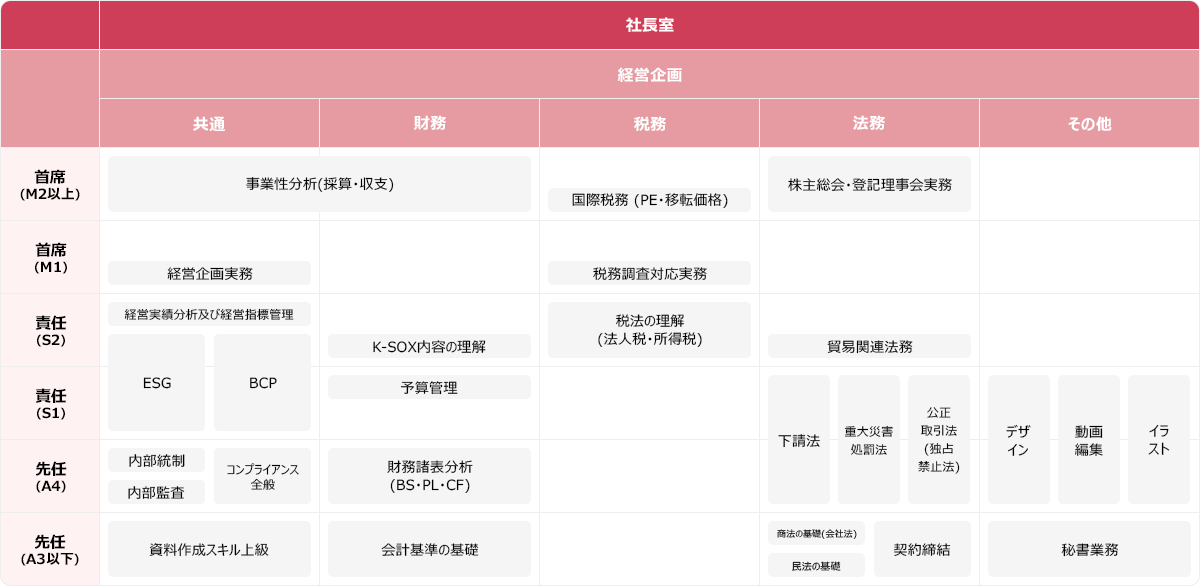 社長室
経営企画
共通
財務
税務
法務
その他
首席
(M2以上)
事業性分析(採算・収支)
国際税務 (PE・移転価格)
株主総会・登記理事会実務
首席
(M1)
経営企画実務
税務調査対応実務
責任
(S2)
経営実績分析及び経営指標管理
ESG
BCP
K-SOX内容の理解
税法の理解
(法人税・所得税)
貿易関連法務
責任
(S1)
予算管理
下請法
重大災害
処罰法
公正
取引法
(独占
禁止法)
デザ
イン
動画
編集
イラ
スト
先任
(A4)
内部統制
内部監査
コンプライアンス
全般
財務諸表分析
(BS・PL・CF)
先任
(A3以下)
資料作成スキル上級
会計基準の基礎
商法の基礎(会社法)
民法の基礎
契約締結
秘書業務